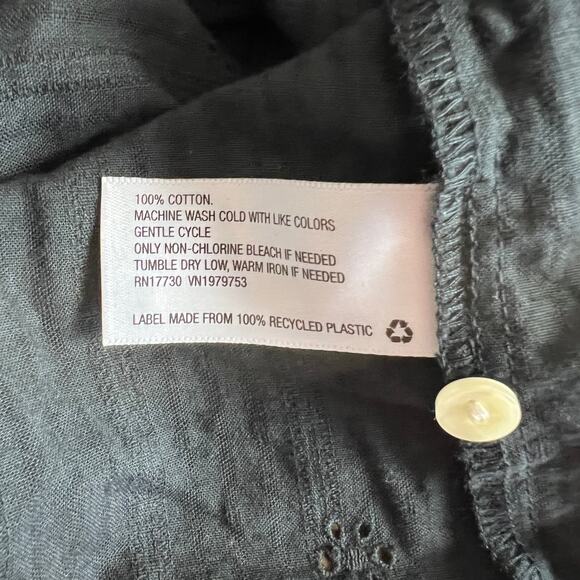 100% COTTON.
MACHINE WASH COLD WITH LIKE COLORS
GENTLE CYCLE
ONLY NON-CHLORINE BLEACH IF NEEDED
TUMBLE DRY LOW, WARM IRON IF NEEDED
RN17730 VN1979753
LABEL MADE FROM 100% RECYCLED PLASTIC